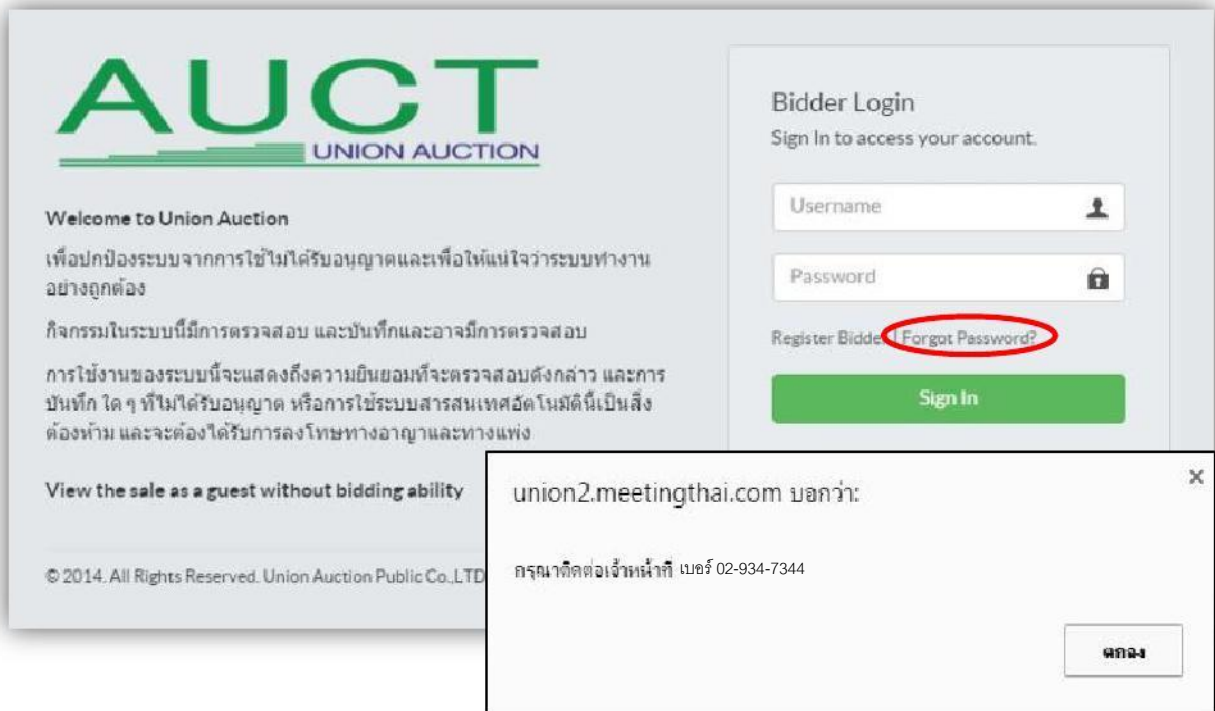 AUCT
UNION AUCTION
Welcome to Union Auction
เพื่อปกป้องระบบจากการใช้ไม่ได้รับอนุญาตและเพื่อให้แน่ใจว่าระบบทำงาน
อย่างถูกต้อง
กิจกรรมในระบบนี้มีการตรวจสอบ และบันทึกและอาจมีการตรวจสอบ
การใช้งานของระบบนี้จะแสดงถึงความยินยอมที่จะตรวจสอบดังกล่าว และการ
บันทึก ใด ๆ ที่ไม่ได้รับอนุญาต หรือการใช้ระบบสารสนเทศอัตโนมัตินี้เป็นสิ่ง
ต้องห้าม และจะต้องได้รับการลงโทษทางอาญาและทางแพ่ง
View the sale as a guest without bidding ability
© 2014. All Rights Reserved. Union Auction Public Co.,LTD
Bidder Login
Sign In to access your account.
Username
Password
Register Bidder | Forgot Password?
Sign In
union2.meetingthai.com บอกว่า:
×
กรุณาติดต่อเจ้าหน้าที่ เบอร์ 02-934-7344
ตกลง